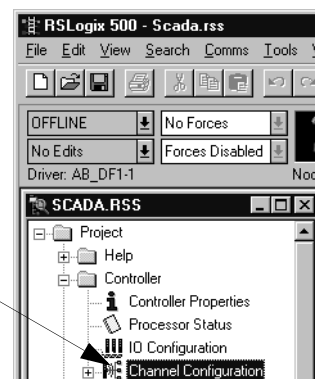 RSLogix 500 - Scada.rss
File Edit View Search Comms Tools
OFFLINE No Forces
No Edits Forces Disabled
Driver: AB_DF1-1
SCADA.RSS
Project
Help
Controller
Controller Properties
Processor Status
IO Configuration
Channel Configuration